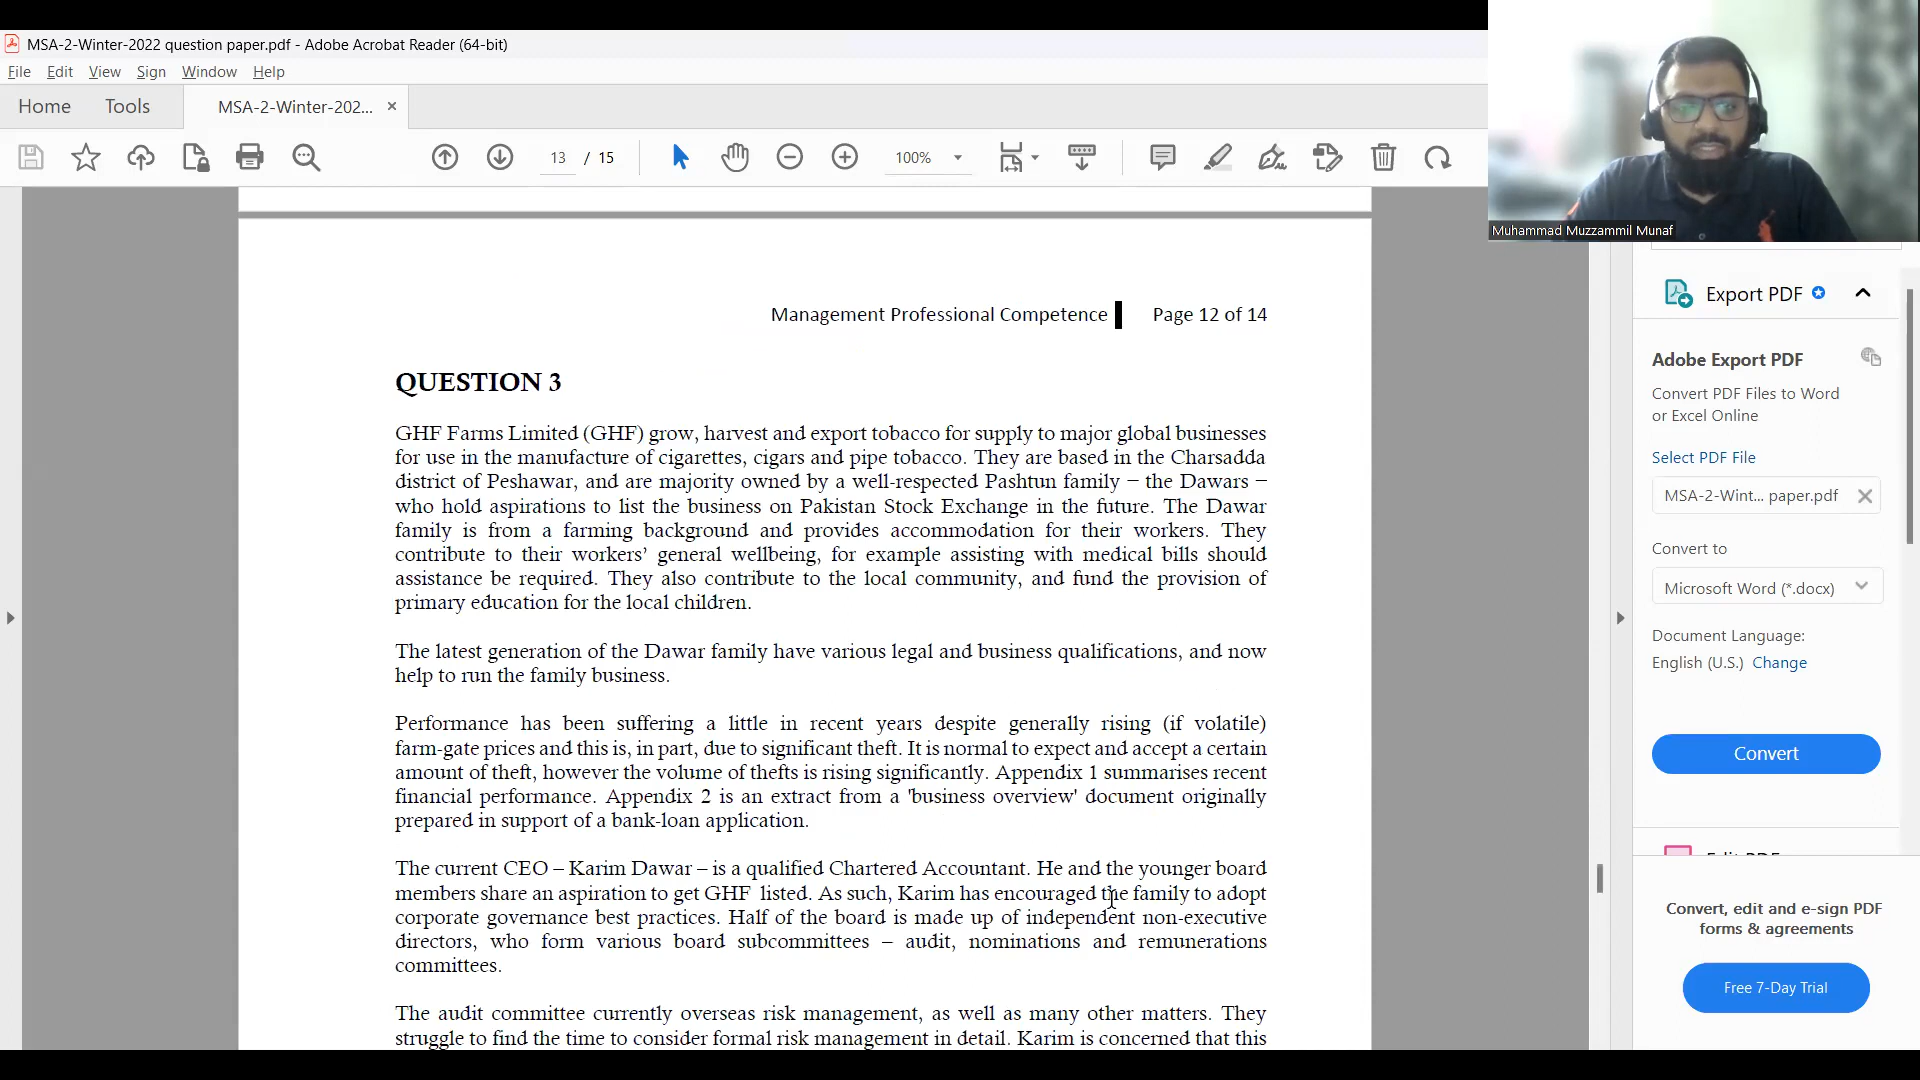 MSA-2-Winter-2022 question paper.pdf - Adobe Acrobat Reader (64-bit)
File Edit View Sign Window Help
Home Tools MSA-2-Winter-202... ×
13 / 15 100%
Muhammad Muzzammil Munaf
Management Professional Competence Page 12 of 14
QUESTION 3
GHF Farms Limited (GHF) grow, harvest and export tobacco for supply to major global businesses
for use in the manufacture of cigarettes, cigars and pipe tobacco. They are based in the Charsadda
district of Peshawar, and are majority owned by a well-respected Pashtun family – the Dawars –
who hold aspirations to list the business on Pakistan Stock Exchange in the future. The Dawar
family is from a farming background and provides accommodation for their workers. They
contribute to their workers’ general wellbeing, for example assisting with medical bills should
assistance be required. They also contribute to the local community, and fund the provision of
primary education for the local children.
The latest generation of the Dawar family have various legal and business qualifications, and now
help to run the family business.
Performance has been suffering a little in recent years despite generally rising (if volatile)
farm-gate prices and this is, in part, due to significant theft. It is normal to expect and accept a certain
amount of theft, however the volume of thefts is rising significantly. Appendix 1 summarises recent
financial performance. Appendix 2 is an extract from a 'business overview' document originally
prepared in support of a bank-loan application.
The current CEO – Karim Dawar – is a qualified Chartered Accountant. He and the younger board
members share an aspiration to get GHF listed. As such, Karim has encouraged the family to adopt
corporate governance best practices. Half of the board is made up of independent non-executive
directors, who form various board subcommittees – audit, nominations and remunerations
committees.
The audit committee currently overseas risk management, as well as many other matters. They
struggle to find the time to consider formal risk management in detail. Karim is concerned that this
Export PDF
Adobe Export PDF
Convert PDF Files to Word
or Excel Online
Select PDF File
MSA-2-Wint... paper.pdf
Convert to
Microsoft Word (*.docx)
Document Language:
English (U.S.) Change
Convert
Convert, edit and e-sign PDF
forms & agreements
Free 7-Day Trial